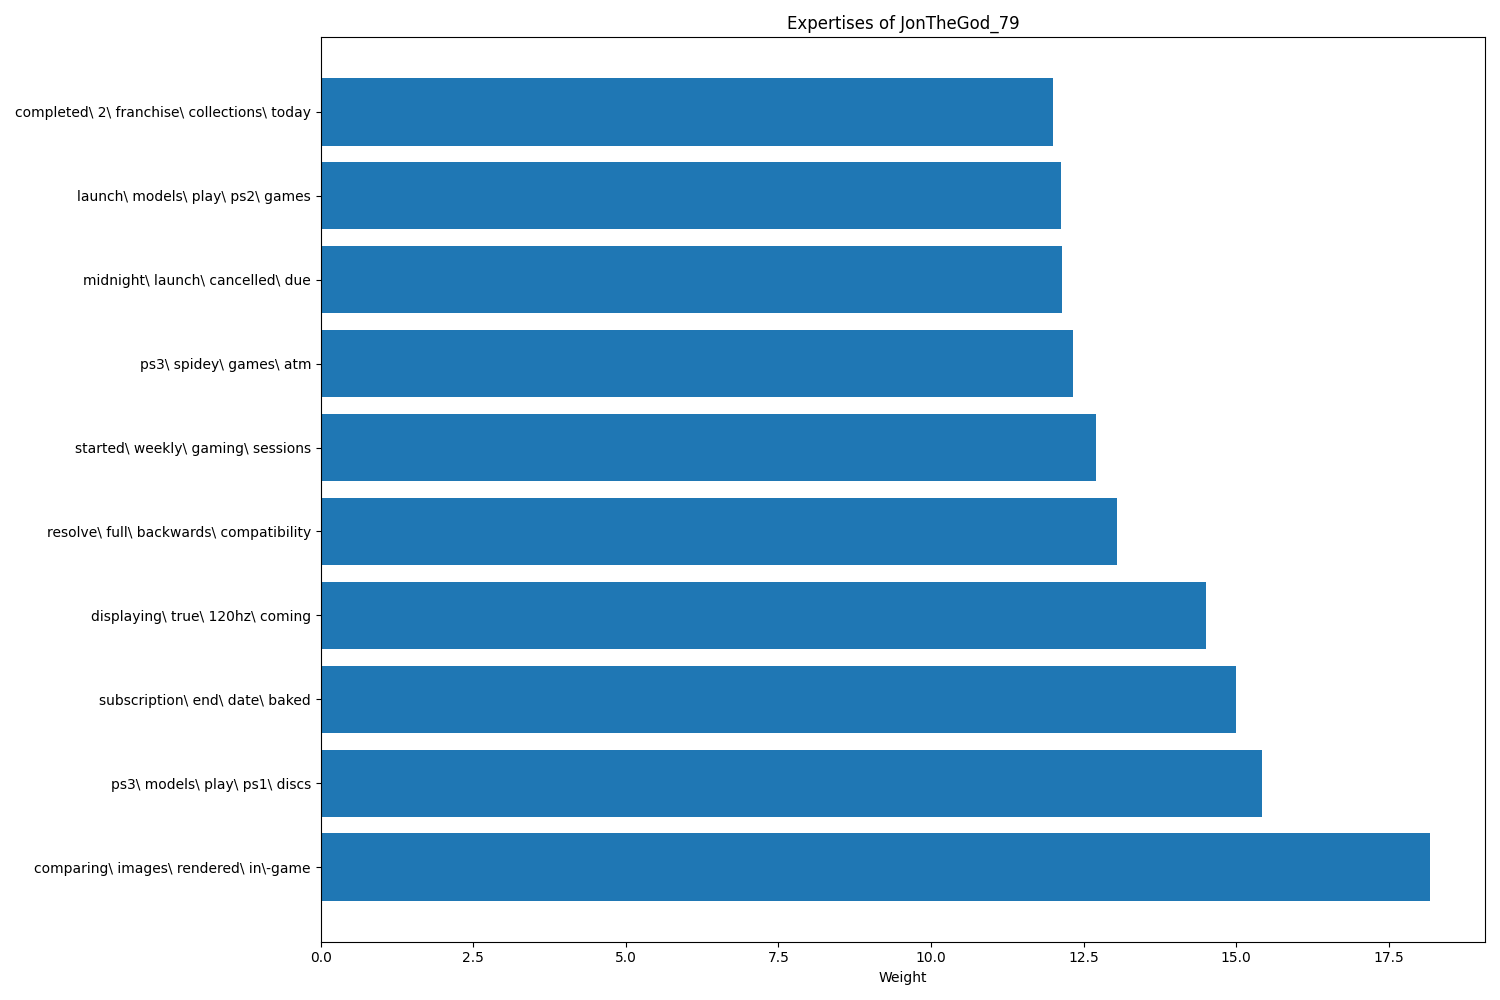 Expertises of JonTheGod_79
completed\ 2\ franchise\ collections\ today
launch\ models\ play\ ps2\ games
midnight\ launch\ cancelled\ due
ps3\ spidey\ games\ atm
started\ weekly\ gaming\ sessions
resolve\ full\ backwards\ compatibility
displaying\ true\ 120hz\ coming
subscription\ end\ date\ baked
ps3\ models\ play\ ps1\ discs
comparing\ images\ rendered\ in\-game
0.0 2.5 5.0 7.5 10.0 12.5 15.0 17.5
Weight